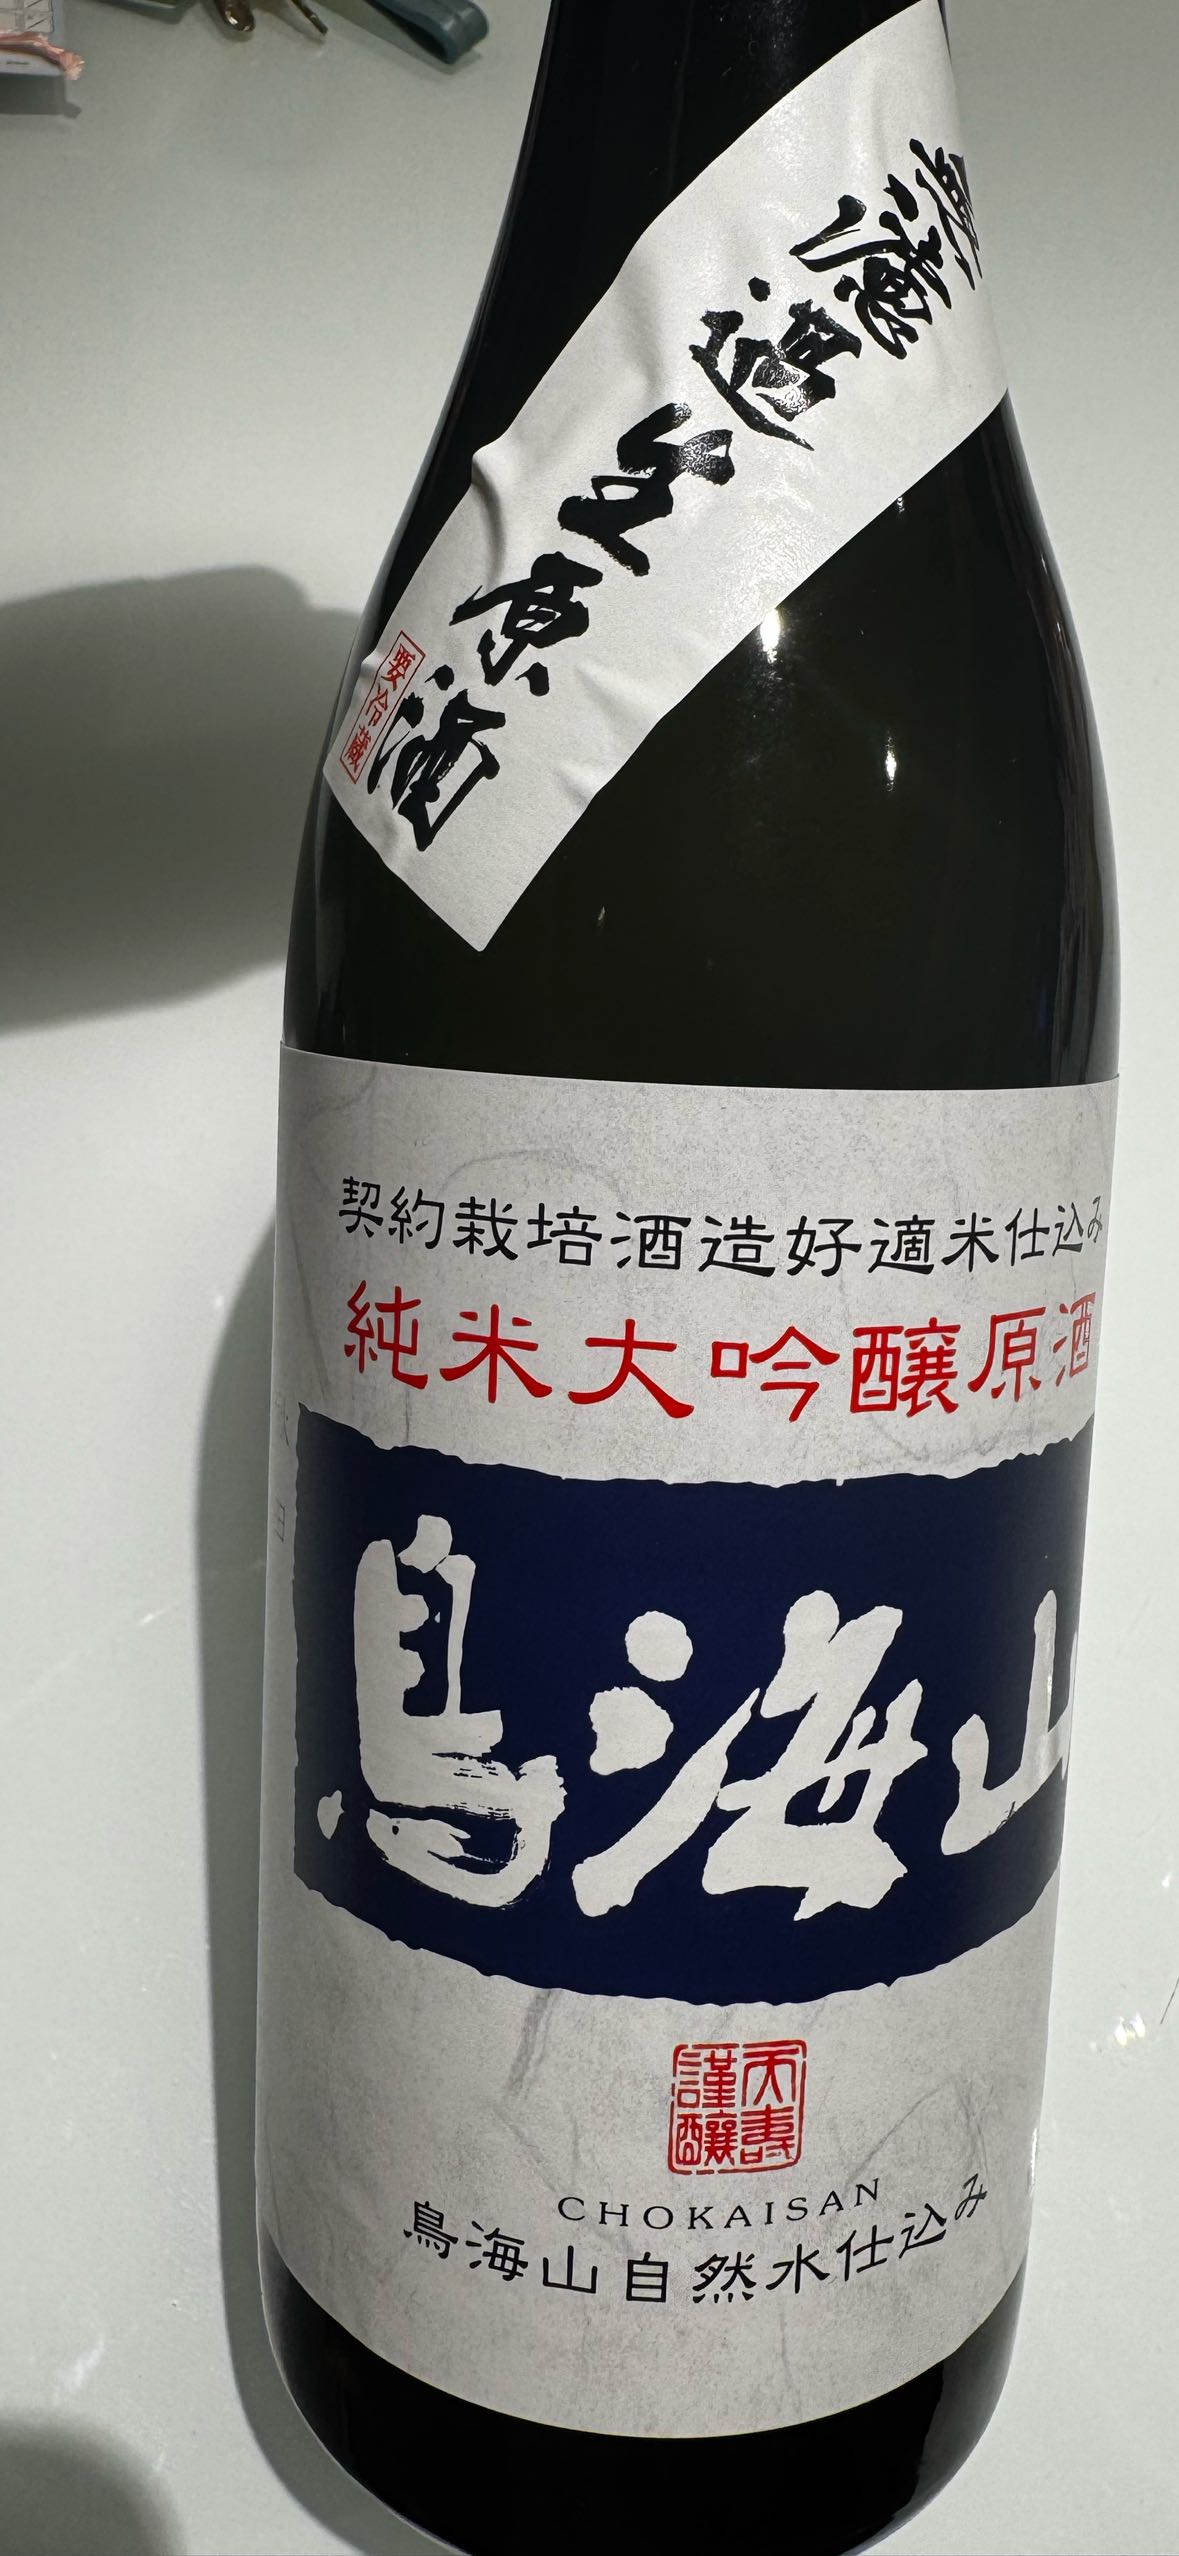 無濾過生原酒
要冷蔵
契約栽培酒造好適米仕込み
純米大吟醸原酒
鳥海山
天壽
謹醸
CHOKAISAN
鳥海山自然水仕込み